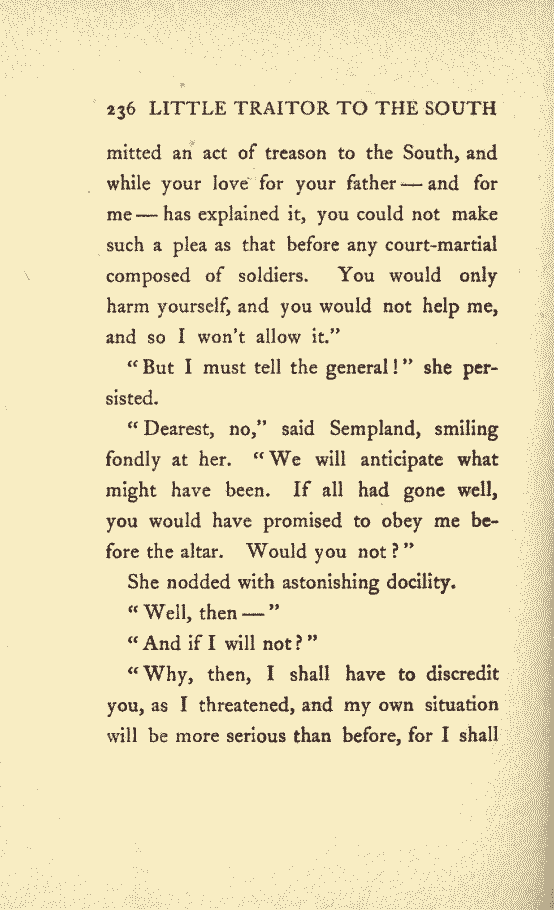 236 LITTLE TRAITOR TO THE SOUTH
mitted an act of treason to the South, and
while your love for your father — and for
me — has explained it, you could not make
such a plea as that before any court-martial
composed of soldiers. You would only
harm yourself, and you would not help me,
and so I won't allow it."
"But I must tell the general!" she per-
sisted.
"Dearest, no," said Sempland, smiling
fondly at her. "We will anticipate what
might have been. If all had gone well,
you would have promised to obey me be-
fore the altar. Would you not?"
She nodded with astonishing docility.
"Well, then — "
"And if I will not?"
"Why, then, I shall have to discredit
you, as I threatened, and my own situation
will be more serious than before, for I shall